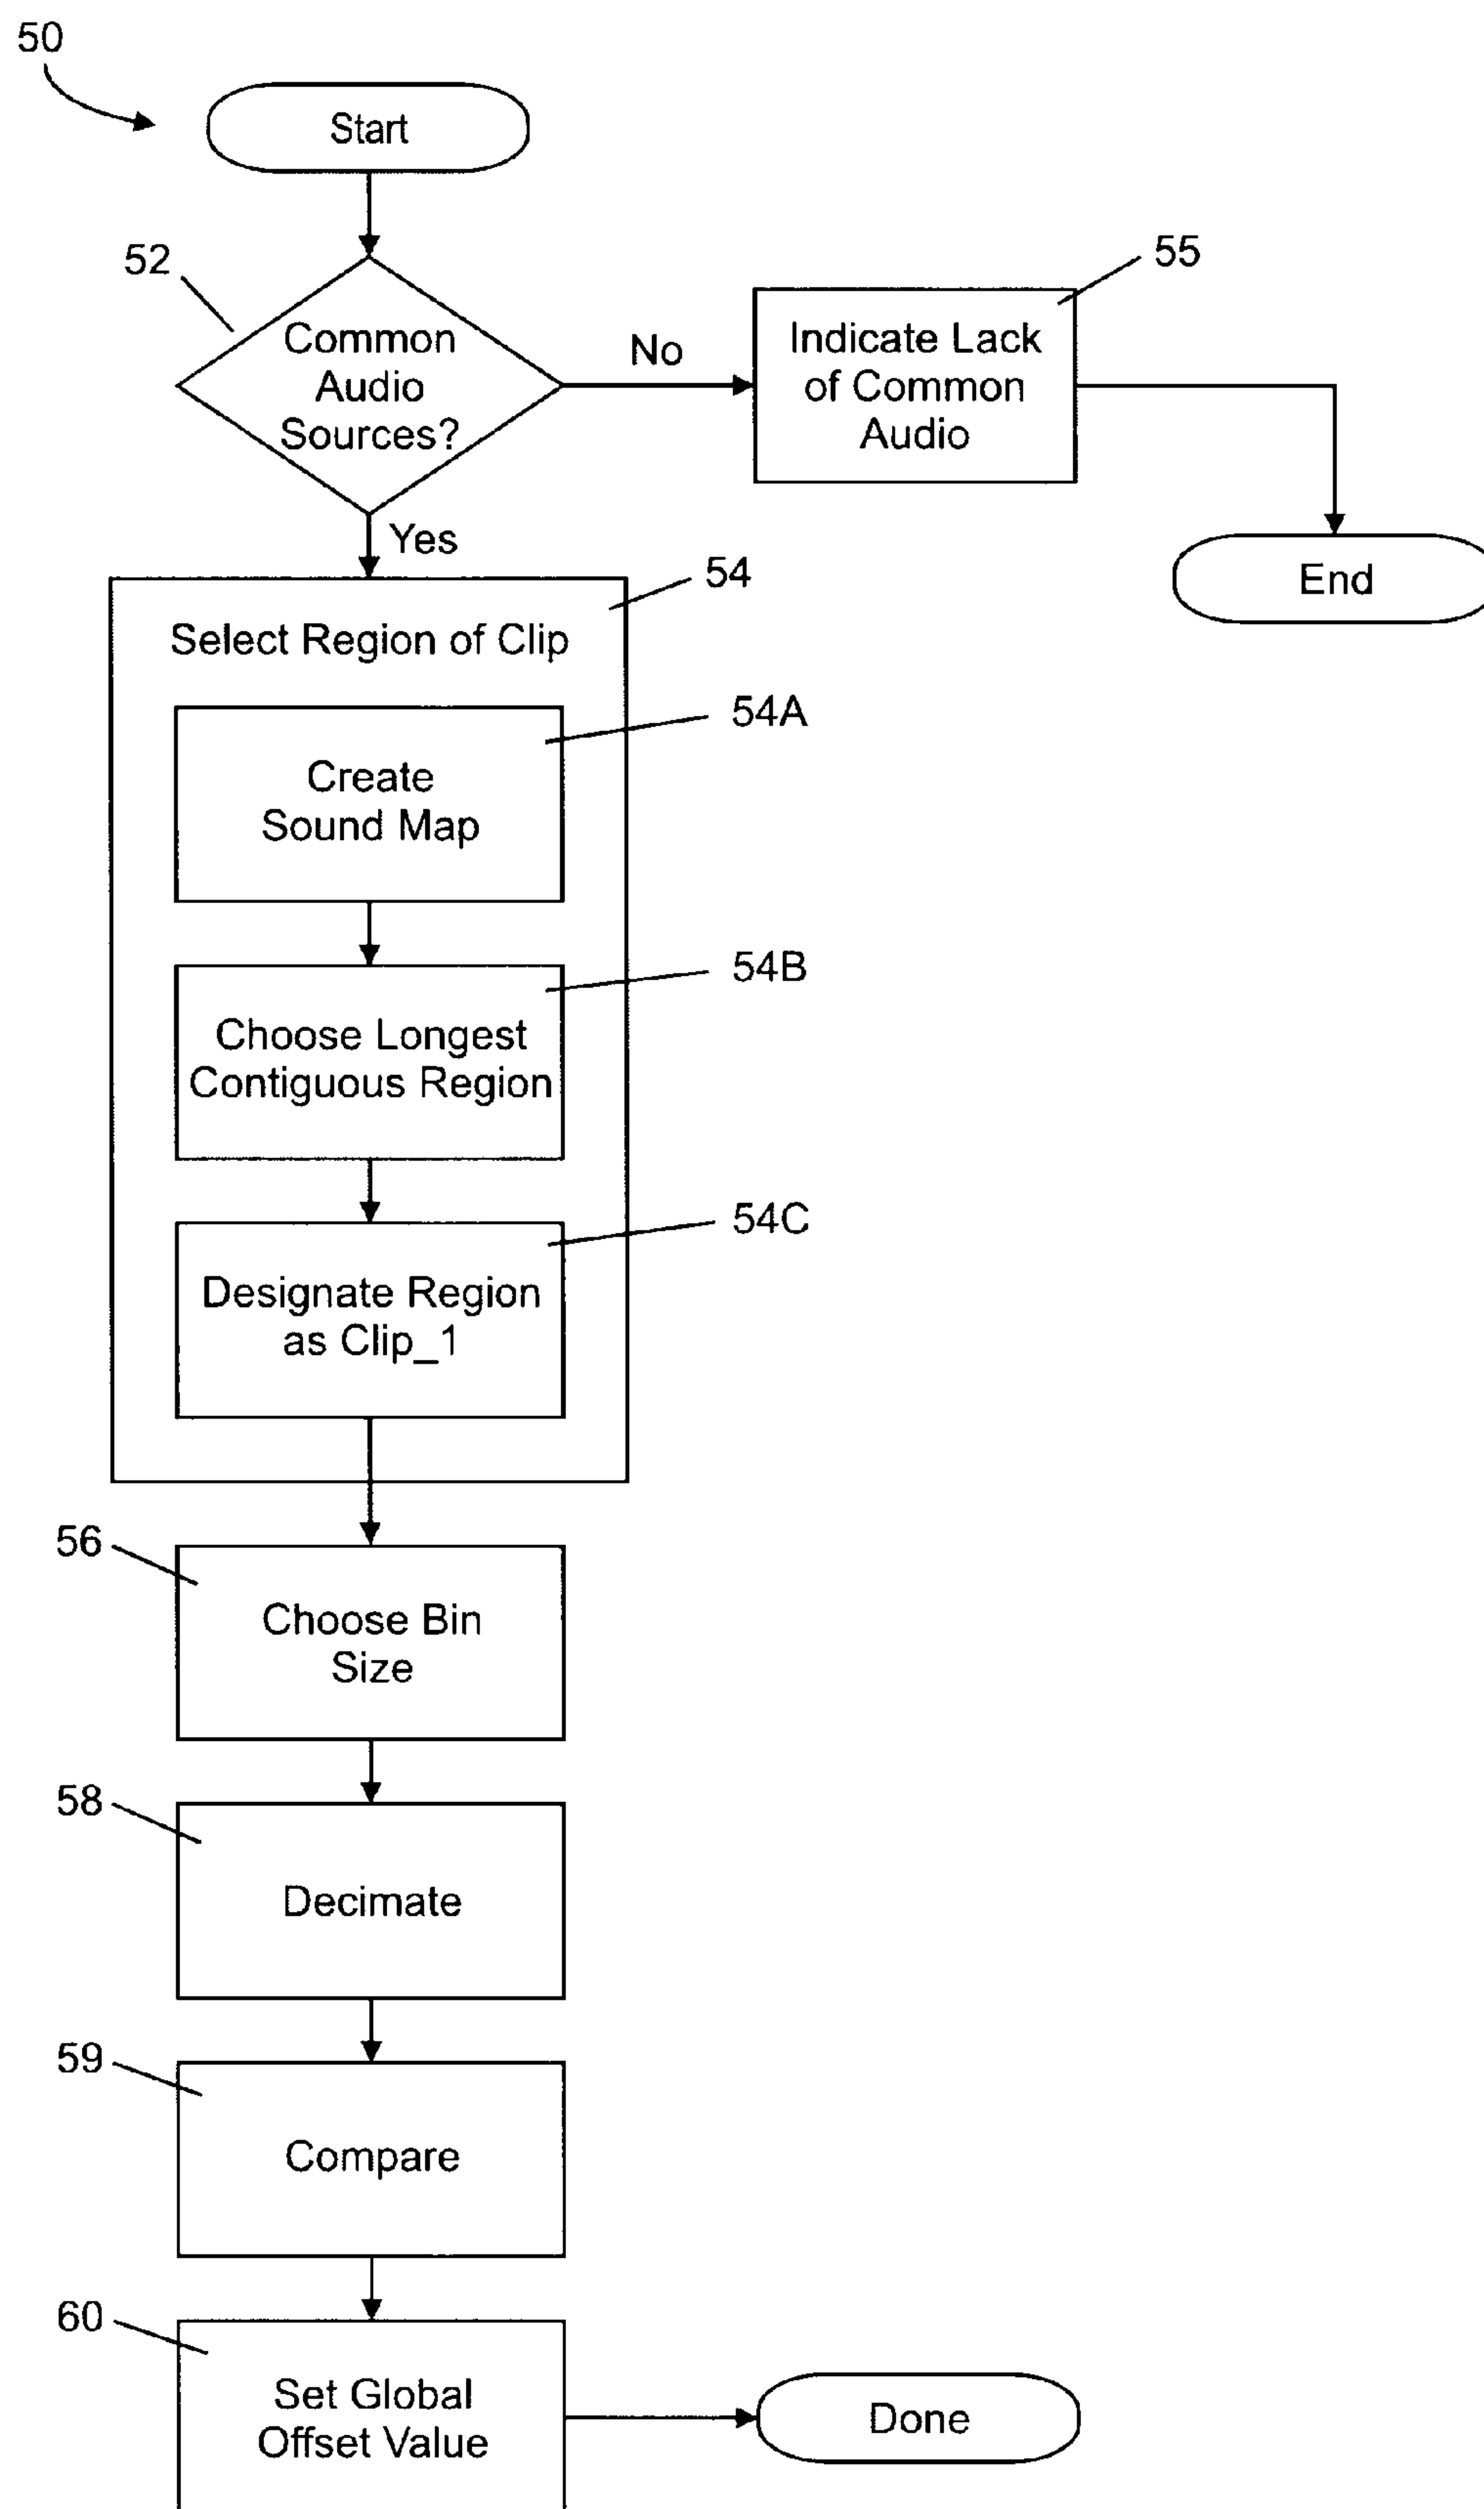 50
Start
52
Common
Audio
Sources?
No
55
Indicate Lack
of Common
Audio
End
Yes
54
Select Region of Clip
54A
Create
Sound Map
54B
Choose Longest
Contiguous Region
54C
Designate Region
as Clip_1
56
Choose Bin
Size
58
Decimate
59
Compare
60
Set Global
Offset Value
Done